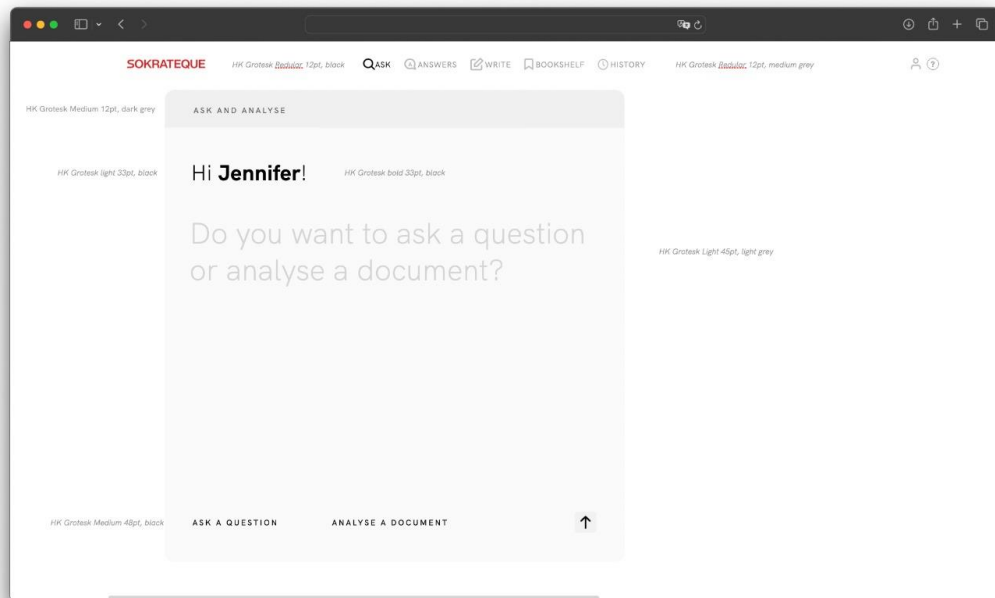 SOKRATEQUE HK Grotesk Redular 12pt, black ASK ANSWERS WRITE BOOKSHELF HISTORY HK Grotesk Redular 12pt, medium grey
HK Grotesk Medium 12pt, dark grey ASK AND ANALYSE
HK Grotesk light 33pt, black Hi Jennifer! HK Grotesk bold 33pt, black
Do you want to ask a question
or analyse a document?
HK Grotesk Light 45pt, light grey
HK Grotesk Medium 48pt, black ASK A QUESTION ANALYSE A DOCUMENT